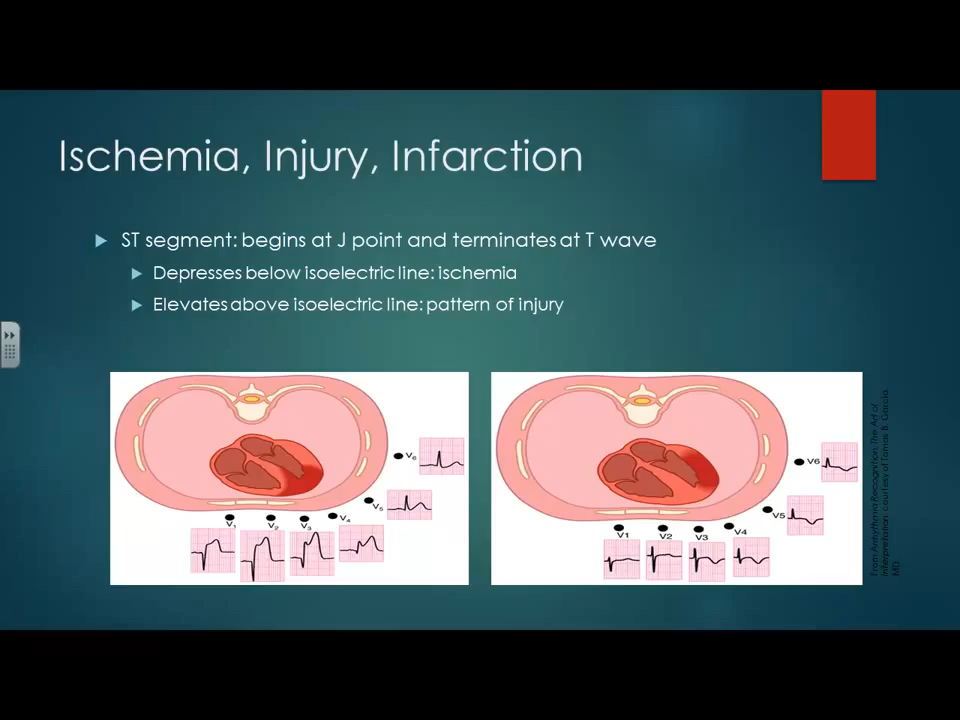 Ischemia, Injury, Infarction
ST segment: begins at J point and terminates at T wave
Depresses below isoelectric line: ischemia
Elevates above isoelectric line: pattern of injury
V6
V5
V4
V3
V2
V1
V6
V5
V4
V3
V2
V1
From Arrhythmia Recognition: The Art of
Interpretation, courtesy of Tomas B. Garcia,
MD.